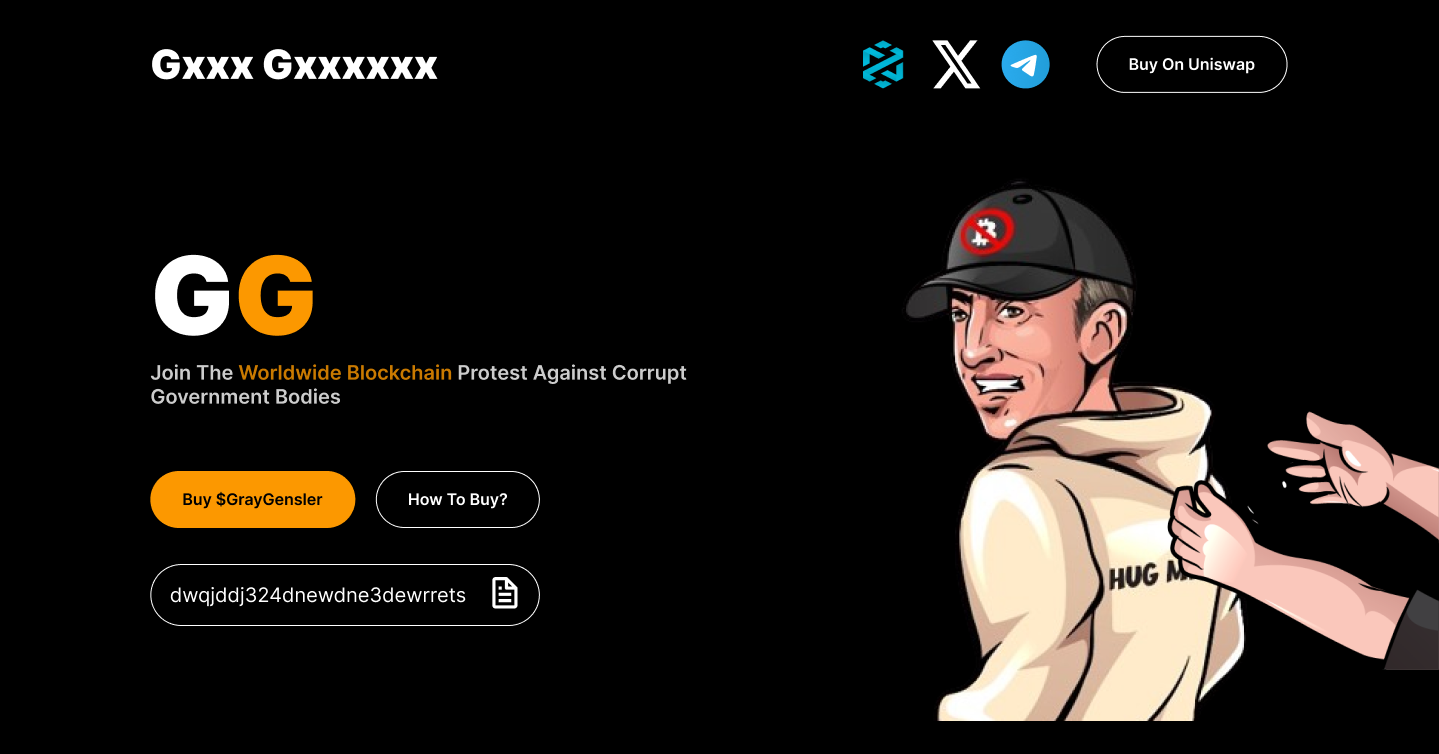 Gxxx Gxxxxxx
Buy On Uniswap
GG
Join The Worldwide Blockchain Protest Against Corrupt
Government Bodies
Buy $GrayGensler
How To Buy?
dwqjddj324dnewdne3dewrrets
HUG M